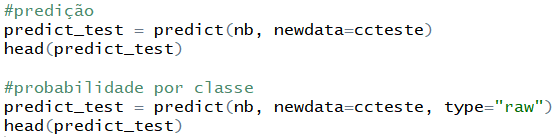 #predição
predict_test = predict(nb, newdata=ccteste)
head(predict_test)
#probabilidade por classe
predict_test = predict(nb, newdata=ccteste, type="raw")
head(predict_test)